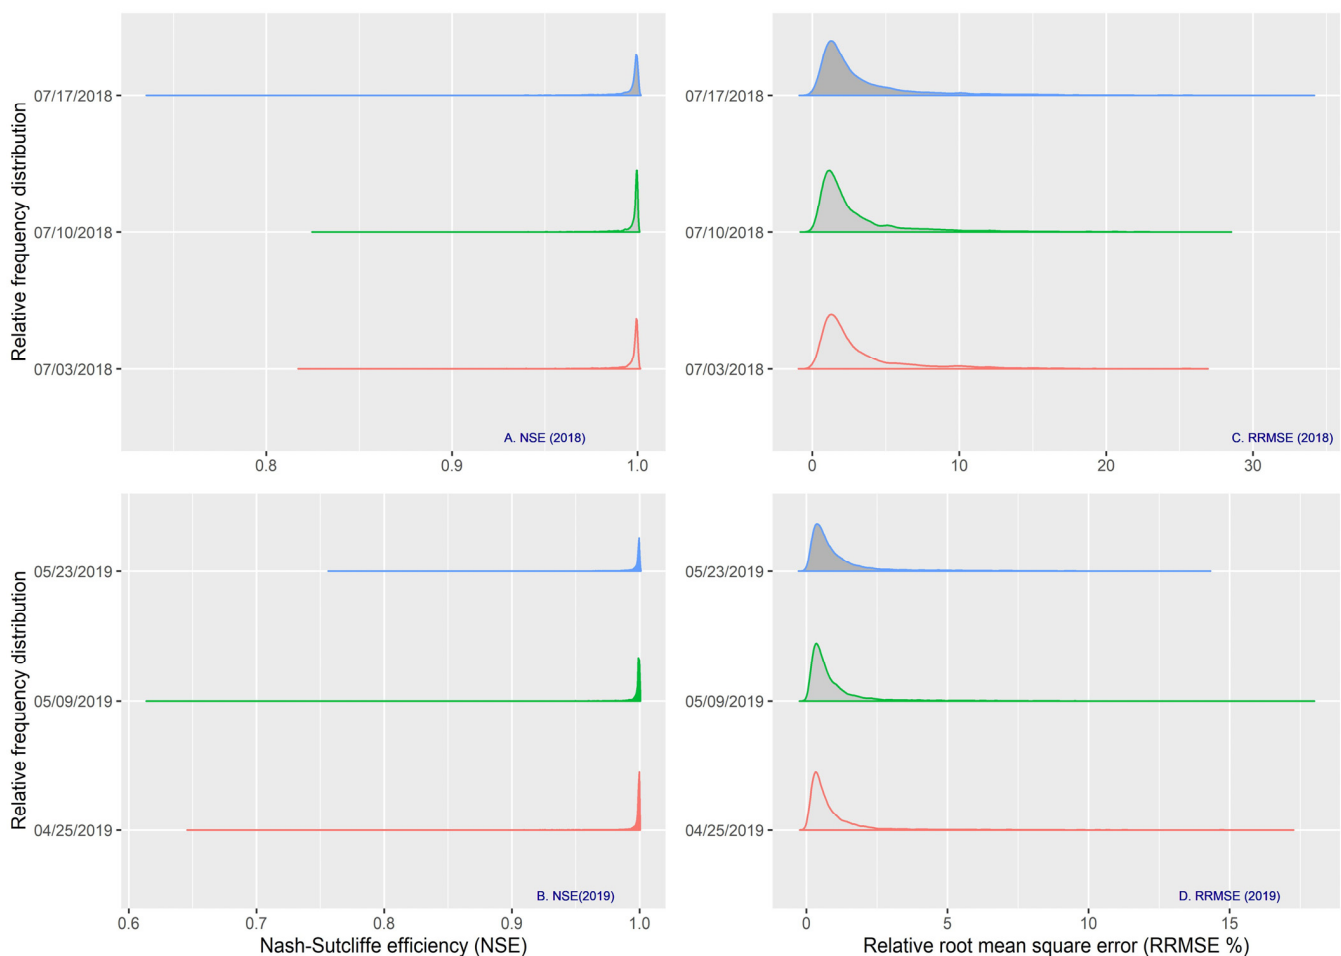 Relative frequency distribution
07/17/2018
07/10/2018
07/03/2018
A. NSE (2018)
0.8 0.9 1.0
07/17/2018
07/10/2018
07/03/2018
C. RRMSE (2018)
0 10 20 30
Relative frequency distribution
05/23/2019
05/09/2019
04/25/2019
B. NSE(2019)
0.6 0.7 0.8 0.9 1.0
Nash-Sutcliffe efficiency (NSE)
05/23/2019
05/09/2019
04/25/2019
D. RRMSE (2019)
0 5 10 15
Relative root mean square error (RRMSE %)